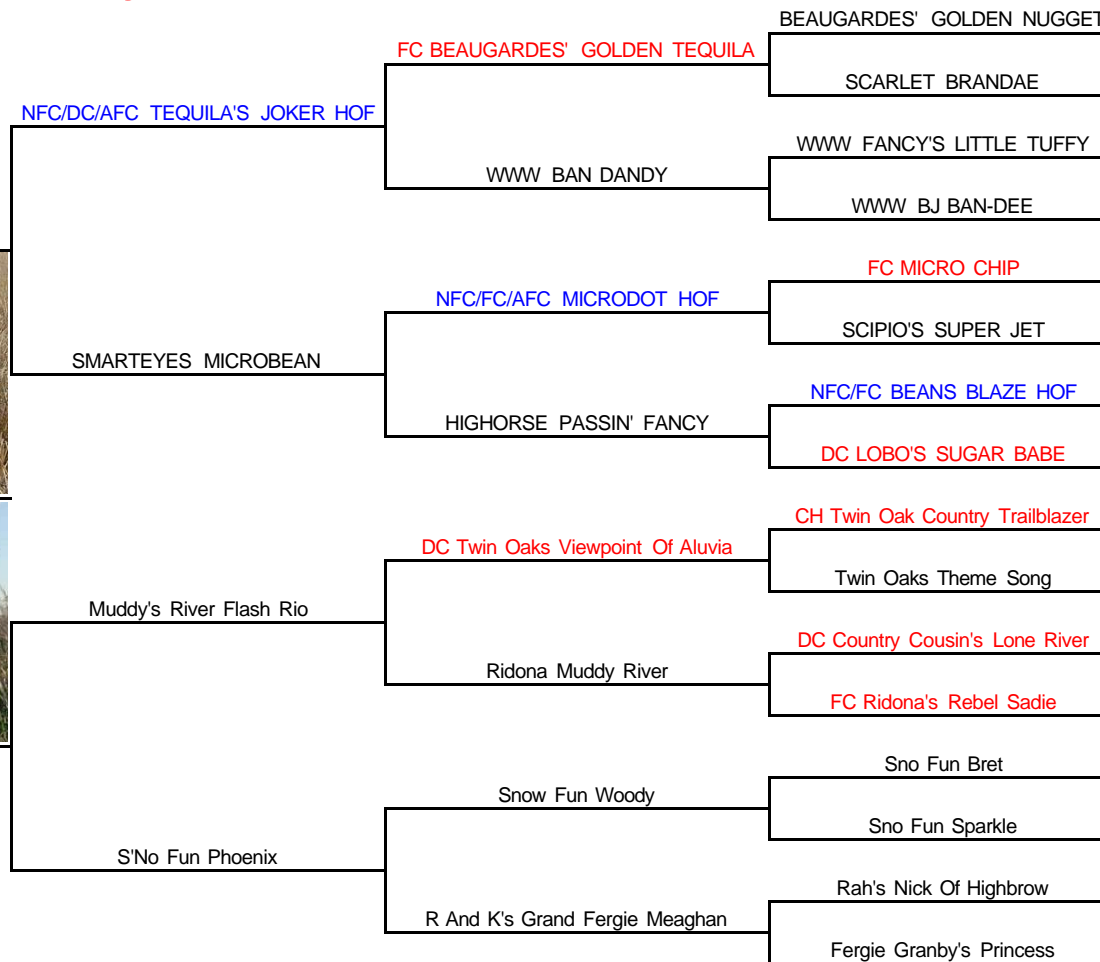 BEAUGARDES' GOLDEN NUGGET
FC BEAUGARDES' GOLDEN TEQUILA
SCARLET BRANDAE
NFC/DC/AFC TEQUILA'S JOKER HOF
WWW FANCY'S LITTLE TUFFY
WWW BAN DANDY
WWW BJ BAN-DEE
FC MICRO CHIP
NFC/FC/AFC MICRODOT HOF
SCIPIO'S SUPER JET
SMARTEYES MICROBEAN
NFC/FC BEANS BLAZE HOF
HIGHORSE PASSIN' FANCY
DC LOBO'S SUGAR BABE
CH Twin Oak Country Trailblazer
DC Twin Oaks Viewpoint Of Aluvia
Twin Oaks Theme Song
Muddy's River Flash Rio
DC Country Cousin's Lone River
Ridona Muddy River
FC Ridona's Rebel Sadie
Sno Fun Bret
Snow Fun Woody
Sno Fun Sparkle
S'No Fun Phoenix
Rah's Nick Of Highbrow
R And K's Grand Fergie Meaghan
Fergie Granby's Princess